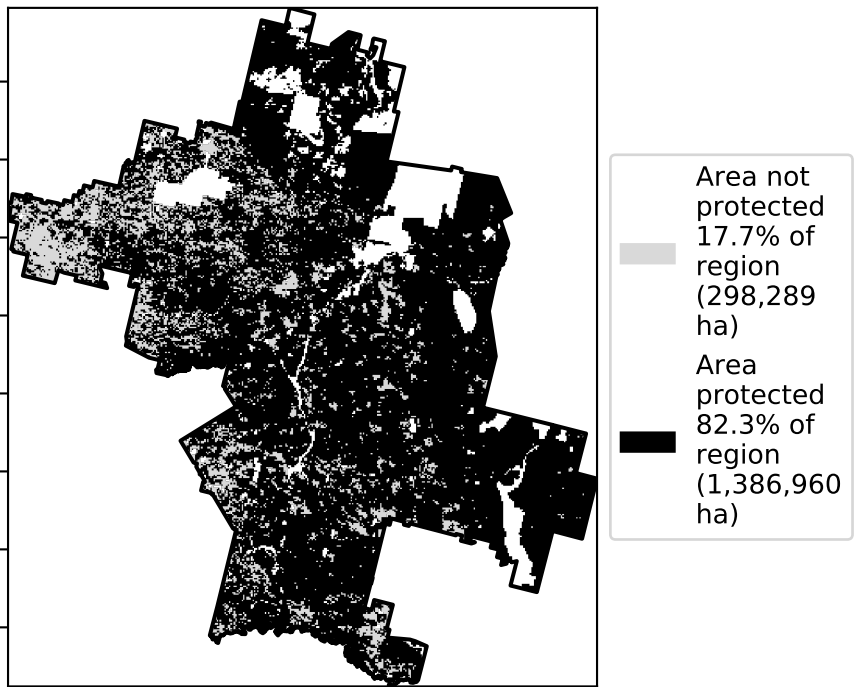 Area not
protected
17.7% of
region
(298,289
ha)
Area
protected
82.3% of
region
(1,386,960
ha)